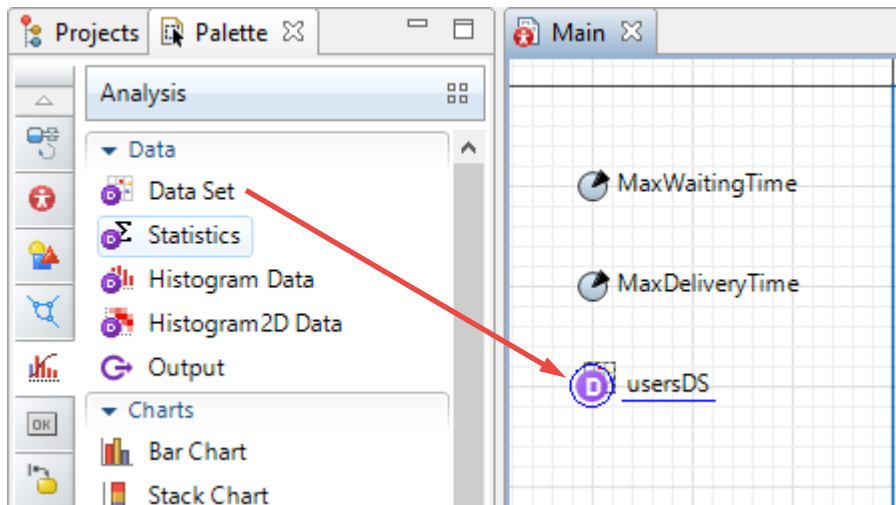 Projects
Palette
Main
Analysis
Data
Data Set
Statistics
Histogram Data
Histogram2D Data
Output
Charts
Bar Chart
Stack Chart
OK
MaxWaitingTime
MaxDeliveryTime
D
usersDS